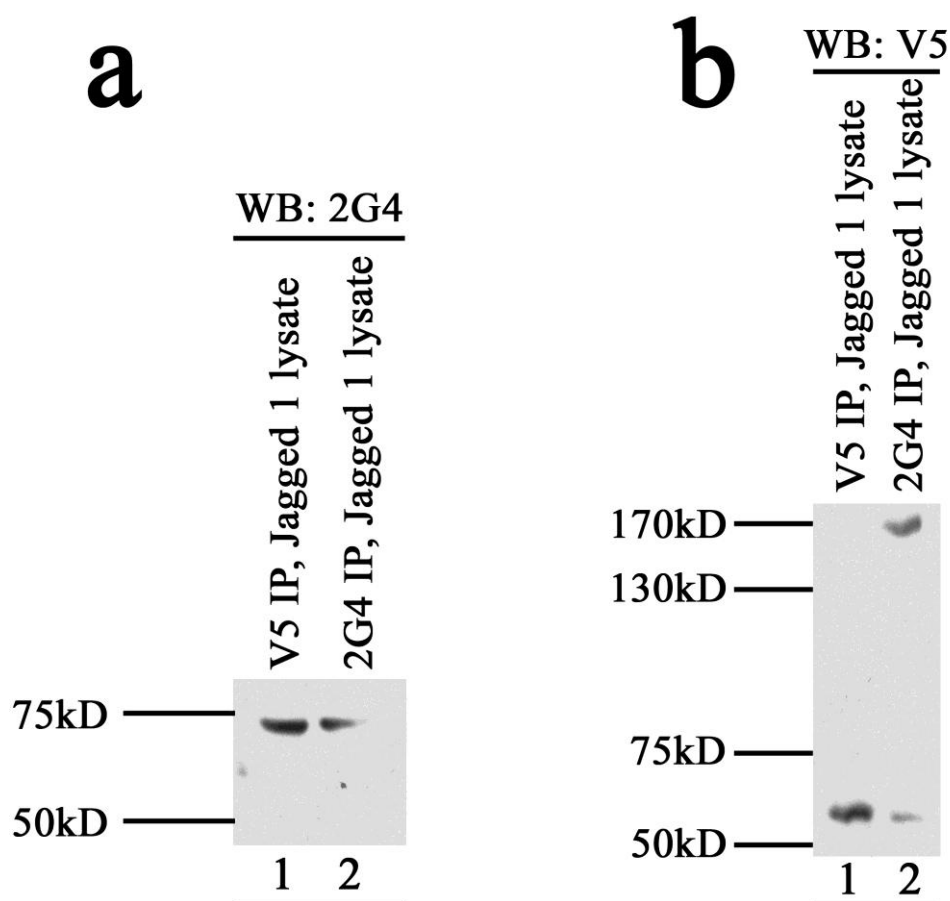 a
WB: 2G4
V5 IP, Jagged 1 lysate
2G4 IP, Jagged 1 lysate
75kD
50kD
1 2
b
WB: V5
V5 IP, Jagged 1 lysate
2G4 IP, Jagged 1 lysate
170kD
130kD
75kD
50kD
1 2